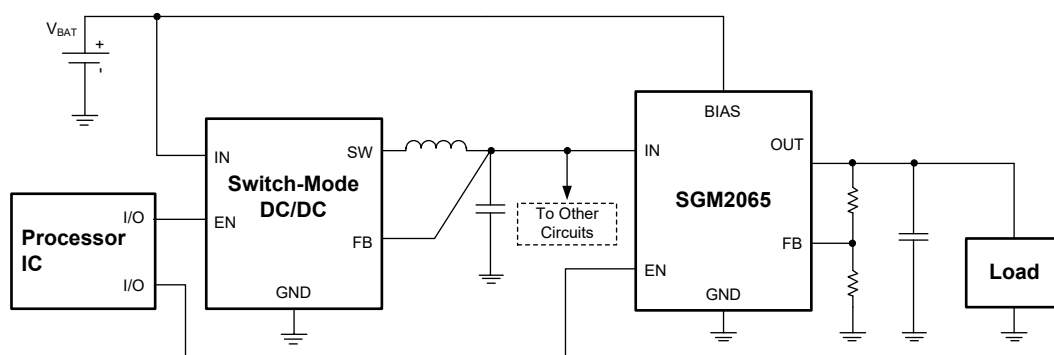 VBAT
+
-
IN
SW
Switch-Mode
DC/DC
EN
FB
GND
Processor
IC
I/O
I/O
To Other
Circuits
BIAS
IN
OUT
SGM2065
FB
EN
GND
Load